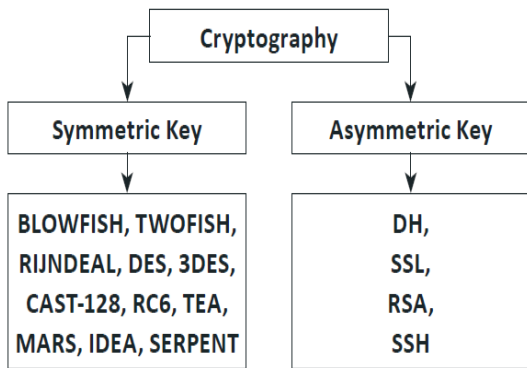 Cryptography
Symmetric Key
Asymmetric Key
BLOWFISH, TWOFISH,
RIJNDEAL, DES, 3DES,
CAST-128, RC6, TEA,
MARS, IDEA, SERPENT
DH,
SSL,
RSA,
SSH